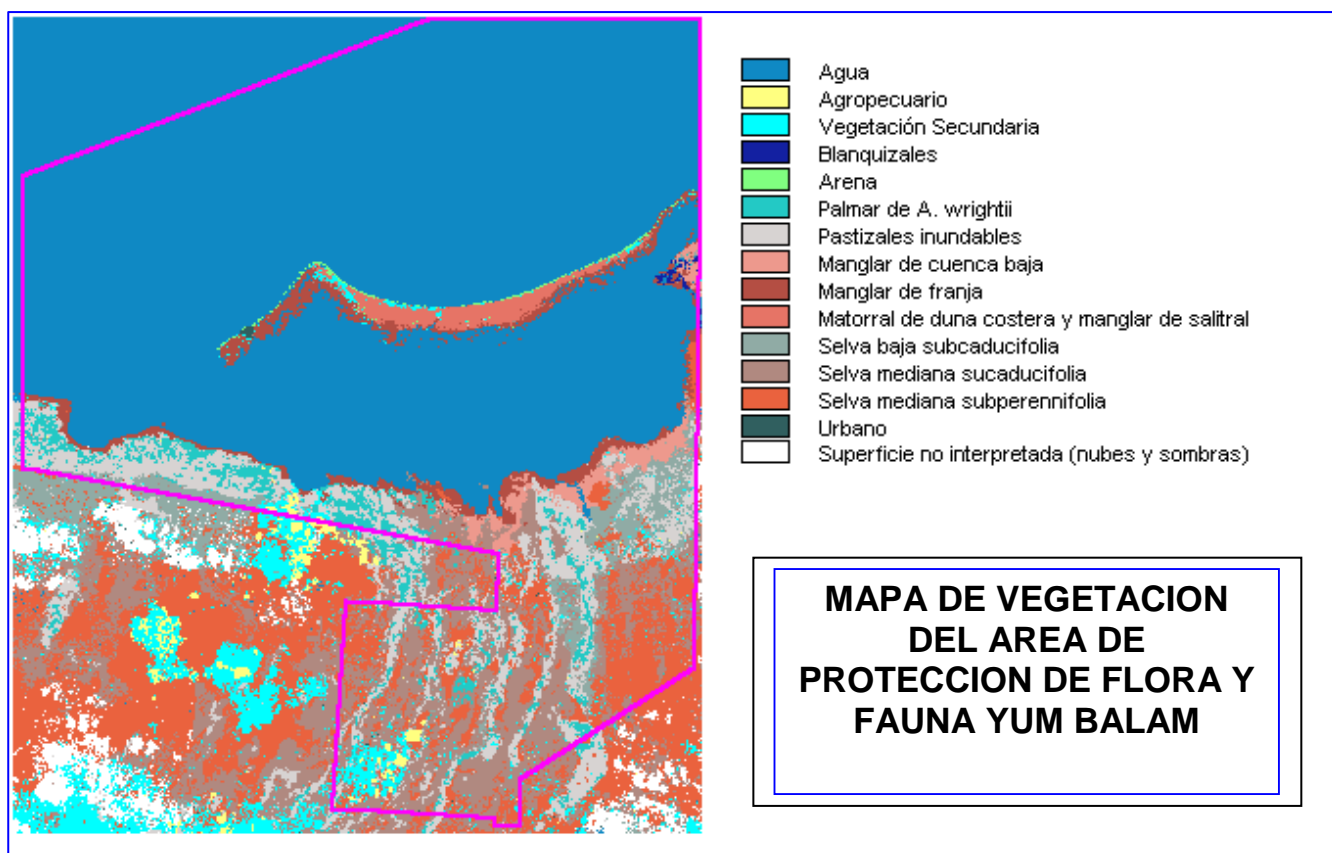 Agua
Agropecuario
Vegetación Secundaria
Blanquizales
Arena
Palmar de A. wrightii
Pastizales inundables
Manglar de cuenca baja
Manglar de franja
Matorral de duna costera y manglar de salitral
Selva baja subcaducifolia
Selva mediana sucaducifolia
Selva mediana subperennifolia
Urbano
Superficie no interpretada (nubes y sombras)
MAPA DE VEGETACION
DEL AREA DE
PROTECCION DE FLORA Y
FAUNA YUM BALAM